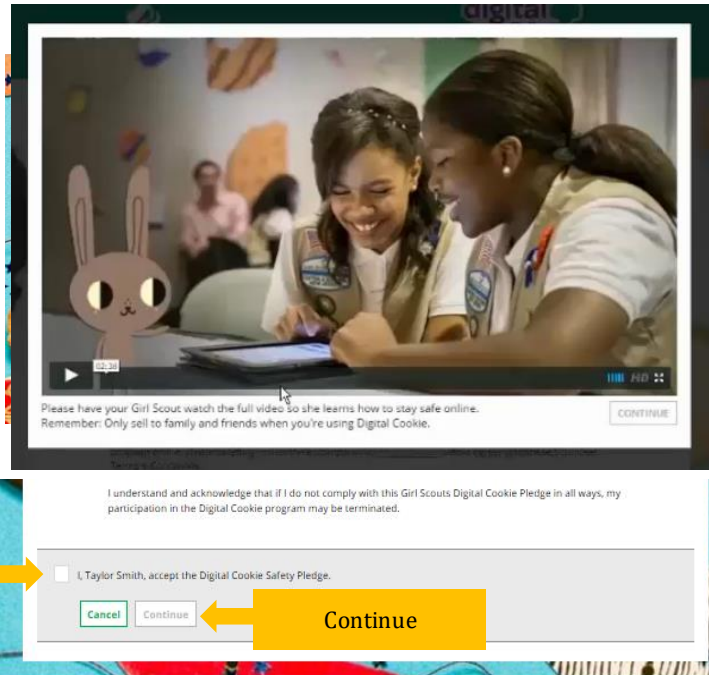 digital
02:38
HD
Please have your Girl Scout watch the full video so she learns how to stay safe online.
CONTINUE
Remember: Only sell to family and friends when you're using Digital Cookie.
I understand and acknowledge that if I do not comply with this Girl Scouts Digital Cookie Pledge in all ways, my
participation in the Digital Cookie program may be terminated.
I, Taylor Smith, accept the Digital Cookie Safety Pledge.
Cancel
Continue
Continue